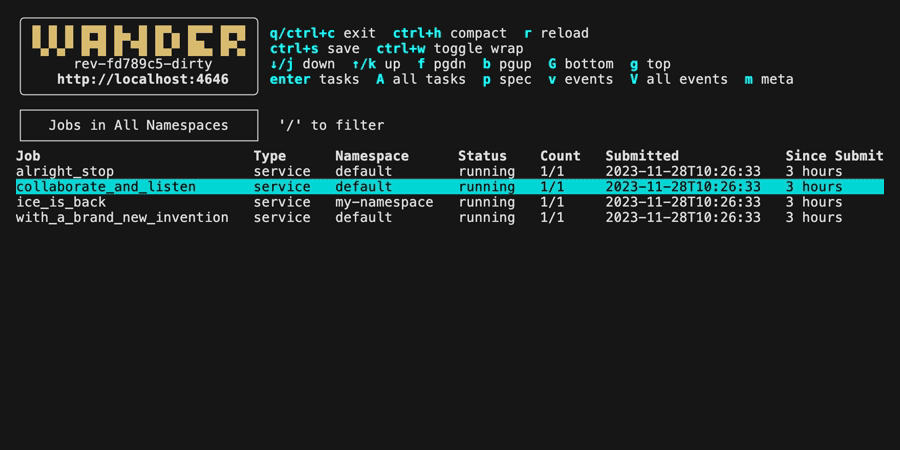 WANDER
rev-fd789c5-dirty
http://localhost:4646
q/ctrl+c exit ctrl+h compact r reload
ctrl+s save ctrl+w toggle wrap
↓/j down ↑/k up f pgdn b pgup G bottom g top
enter tasks A all tasks p spec v events V all events m meta
Jobs in All Namespaces '/' to filter
Job Type Namespace Status Count Submitted Since Submit
alright_stop service default running 1/1 2023-11-28T10:26:33 3 hours
collaborate_and_listen service default running 1/1 2023-11-28T10:26:33 3 hours
ice_is_back service my-namespace running 1/1 2023-11-28T10:26:33 3 hours
with_a_brand_new_invention service default running 1/1 2023-11-28T10:26:33 3 hours